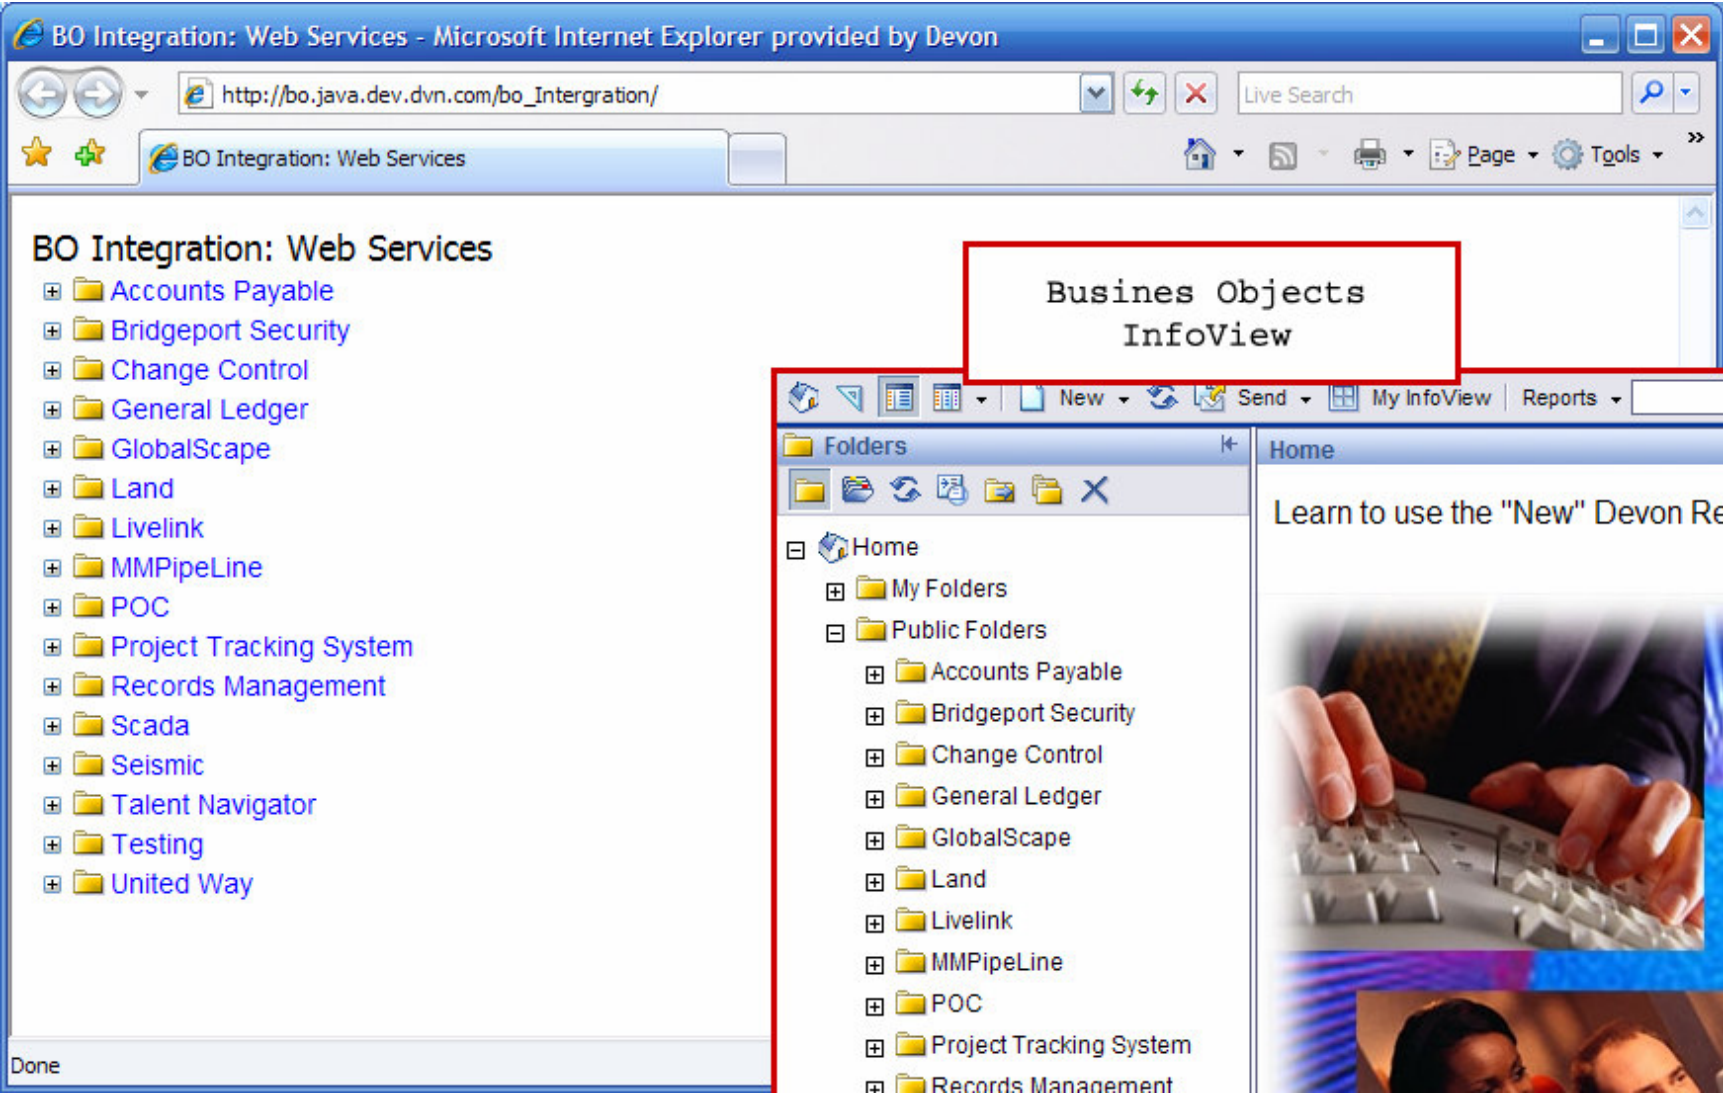 BO Integration: Web Services - Microsoft Internet Explorer provided by Devon
http://bo.java.dev.dvn.com/bo_Intergration/
Live Search
BO Integration: Web Services
Page
Tools
BO Integration: Web Services
Accounts Payable
Bridgeport Security
Change Control
General Ledger
GlobalScape
Land
Livelink
MMPipeLine
POC
Project Tracking System
Records Management
Scada
Seismic
Talent Navigator
Testing
United Way
Done
Busines Objects
InfoView
New
Send
My InfoView
Reports
Folders
Home
Learn to use the "New" Devon Re
Home
My Folders
Public Folders
Accounts Payable
Bridgeport Security
Change Control
General Ledger
GlobalScape
Land
Livelink
MMPipeLine
POC
Project Tracking System
Records Management